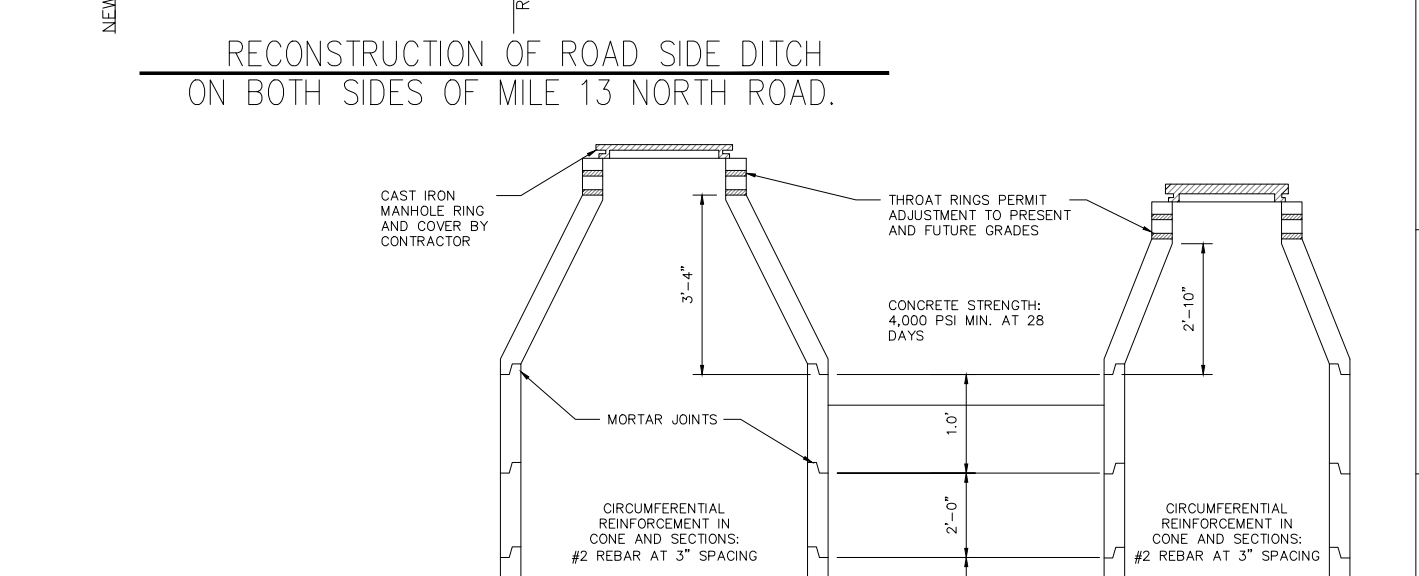 NEW
R
RECONSTRUCTION OF ROAD SIDE DITCH
ON BOTH SIDES OF MILE 13 NORTH ROAD.
CAST IRON
MANHOLE RING
AND COVER BY
CONTRACTOR
THROAT RINGS PERMIT
ADJUSTMENT TO PRESENT
AND FUTURE GRADES
3'-4"
2'-10"
CONCRETE STRENGTH:
4,000 PSI MIN. AT 28
DAYS
MORTAR JOINTS
1.0'
2'-0"
CIRCUMFERENTIAL
REINFORCEMENT IN
CONE AND SECTIONS:
#2 REBAR AT 3" SPACING
CIRCUMFERENTIAL
REINFORCEMENT IN
CONE AND SECTIONS:
#2 REBAR AT 3" SPACING